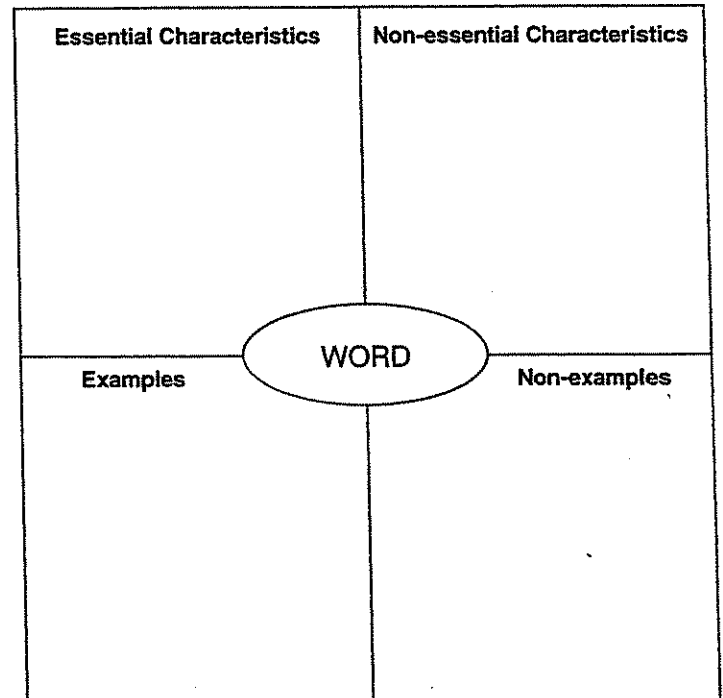 Essential Characteristics
Non-essential Characteristics
WORD
Examples
Non-examples